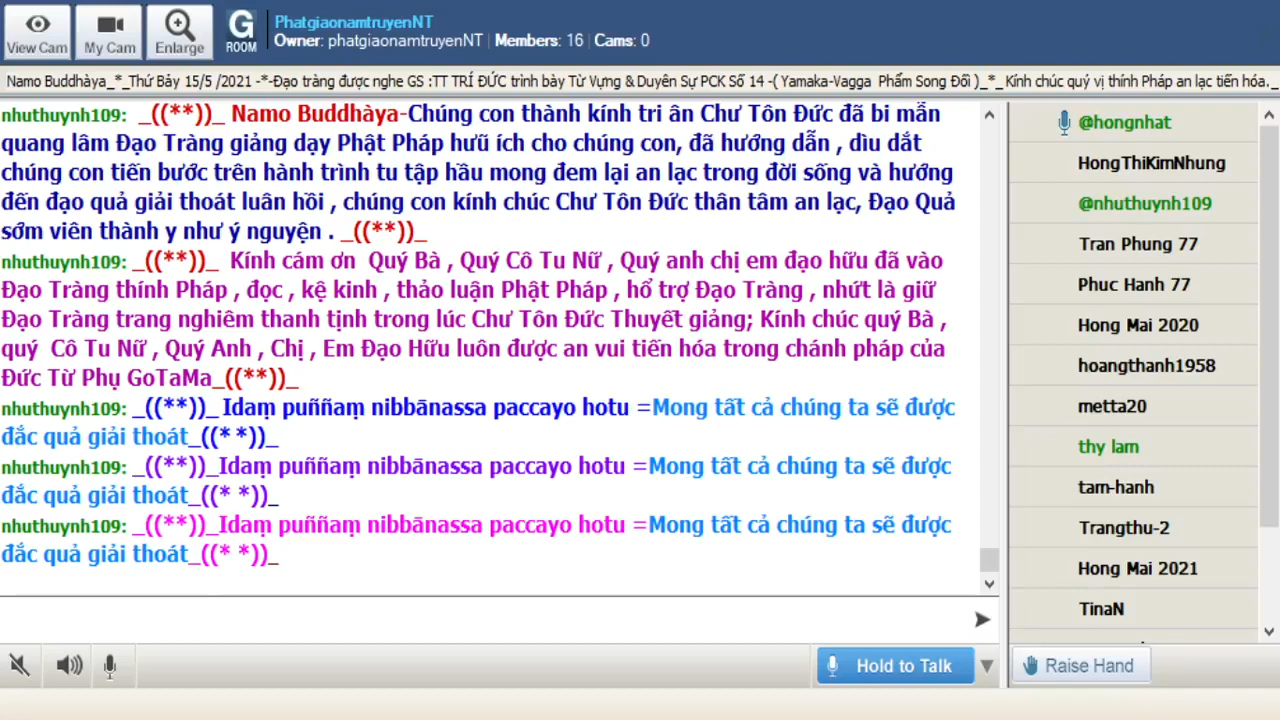 View Cam
My Cam
Enlarge
G
ROOM
PhatgiaonamtruyenNT
Owner: phatgiaonamtruyenNT | Members: 16 | Cams: 0
Namo Buddhàya_*_Thứ Bảy 15/5 /2021 -*-Đạo tràng được nghe GS :TT TRÍ ĐỨC trình bày Từ Vựng & Duyên Sự PCK Số 14 -( Yamaka-Vagga  Phẩm Song Đối )_*_ Kính chúc quý vị thính Pháp an lạc tiến hóa._
nhuthuynh109: _((**))_ Namo Buddhàya-Chúng con thành kính tri ân Chư Tôn Đức đã bi mẫn
quang lâm Đạo Tràng giảng dạy Phật Pháp hưũ ích cho chúng con, đã hướng dẫn , dìu dắt
chúng con tiến bước trên hành trình tu tập hầu mong đem lại an lạc trong đời sống và hướng
đến đạo quả giải thoát luân hồi , chúng con kính chúc Chư Tôn Đức thân tâm an lạc, Đạo Quả
sớm viên thành y như ý nguyện . _((**))_
nhuthuynh109: _((**))_  Kính cám ơn  Quý Bà , Quý Cô Tu Nữ , Quý anh chị em đạo hữu đã vào
Đạo Tràng thính Pháp , đọc , kệ kinh , thảo luận Phật Pháp , hổ trợ Đạo Tràng , nhứt là giữ
Đạo Tràng trang nghiêm thanh tịnh trong lúc Chư Tôn Đức Thuyết giảng; Kính chúc quý Bà ,
quý  Cô Tu Nữ , Quý Anh , Chị , Em Đạo Hữu luôn được an vui tiến hóa trong chánh pháp của
Đức Từ Phụ GoTaMa_((**))_
nhuthuynh109: _((**))_ Idaṃ puññaṃ nibbānassa paccayo hotu =Mong tất cả chúng ta sẽ được
đắc quả giải thoát_((* *))_
nhuthuynh109: _((**))_Idaṃ puññaṃ nibbānassa paccayo hotu =Mong tất cả chúng ta sẽ được
đắc quả giải thoát_((* *))_
nhuthuynh109: _((**))_Idaṃ puññaṃ nibbānassa paccayo hotu =Mong tất cả chúng ta sẽ được
đắc quả giải thoát_((* *))_
@hongnhat
HongThiKimNhung
@nhuthuynh109
Tran Phung 77
Phuc Hanh 77
Hong Mai 2020
hoangthanh1958
metta20
thy lam
tam-hanh
Trangthu-2
Hong Mai 2021
TinaN
Hold to Talk
Raise Hand